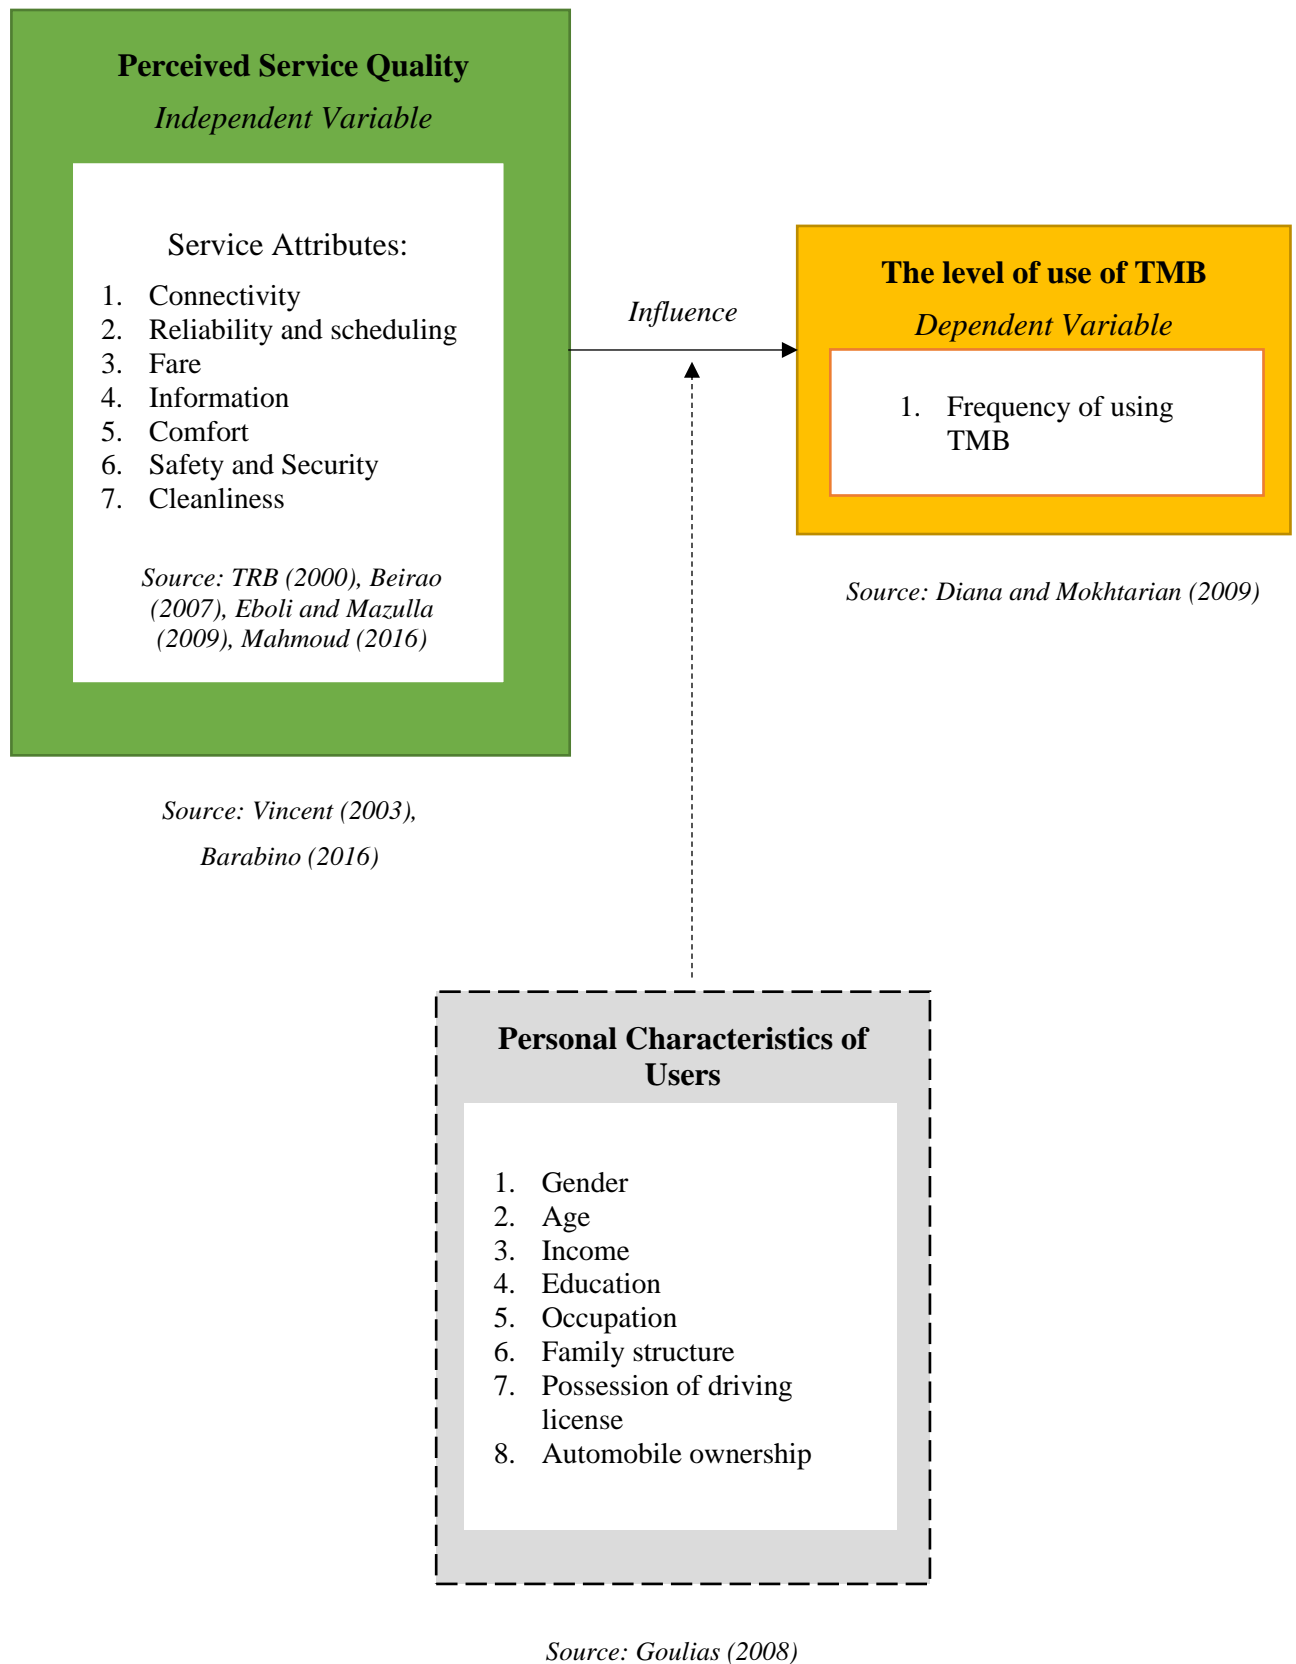 Perceived Service Quality
Independent Variable
Service Attributes:
1. Connectivity
2. Reliability and scheduling
3. Fare
4. Information
5. Comfort
6. Safety and Security
7. Cleanliness
Source: TRB (2000), Beirao
(2007), Eboli and Mazulla
(2009), Mahmoud (2016)
Source: Vincent (2003),
Barabino (2016)
Influence
The level of use of TMB
Dependent Variable
1. Frequency of using
TMB
Source: Diana and Mokhtarian (2009)
Personal Characteristics of
Users
1. Gender
2. Age
3. Income
4. Education
5. Occupation
6. Family structure
7. Possession of driving
license
8. Automobile ownership
Source: Goulias (2008)